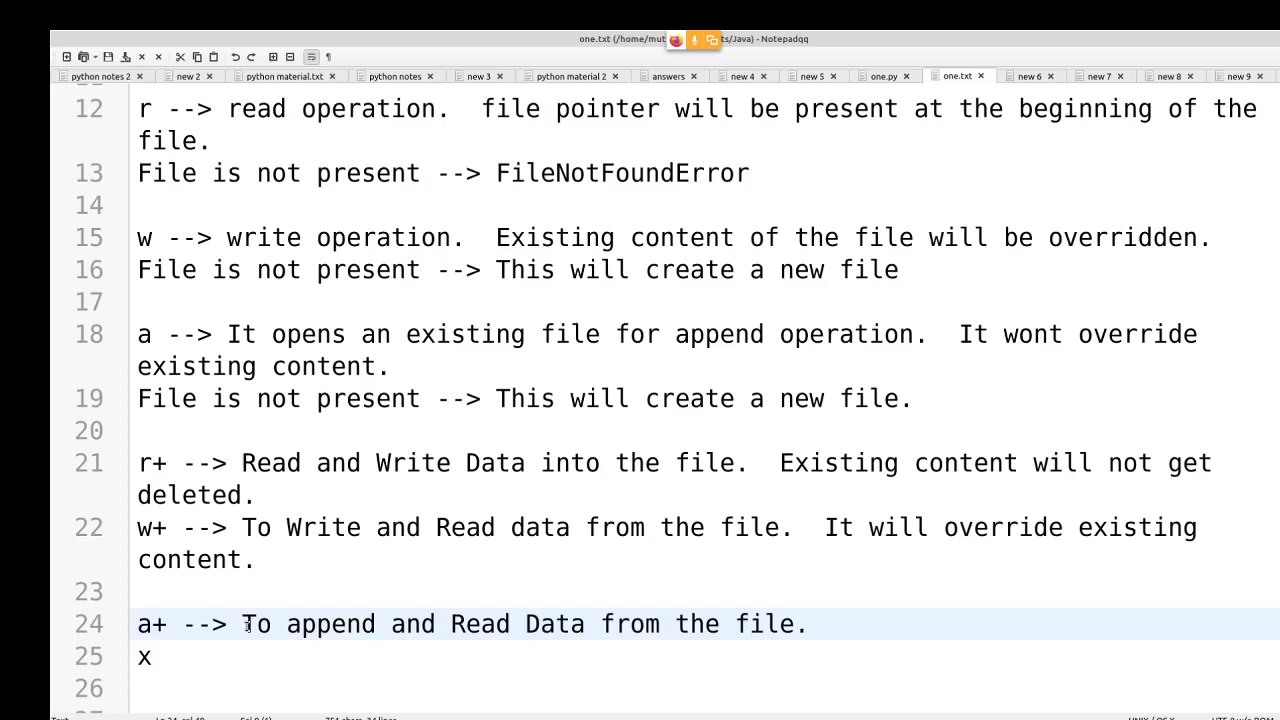 one.txt (/home/mut ts/Java) - Notepadqq
python notes 2 new 2 python material.txt python notes new 3 python material 2 answers new 4 new 5 one.py one.txt new 6 new 7 new 8 new 9
12 r --> read operation.  file pointer will be present at the beginning of the
file.
13 File is not present --> FileNotFoundError
14
15 w --> write operation.  Existing content of the file will be overridden.
16 File is not present --> This will create a new file
17
18 a --> It opens an existing file for append operation.  It wont override
existing content.
19 File is not present --> This will create a new file.
20
21 r+ --> Read and Write Data into the file.  Existing content will not get
deleted.
22 w+ --> To Write and Read data from the file.  It will override existing
content.
23
24 a+ --> To append and Read Data from the file.
25 x
26